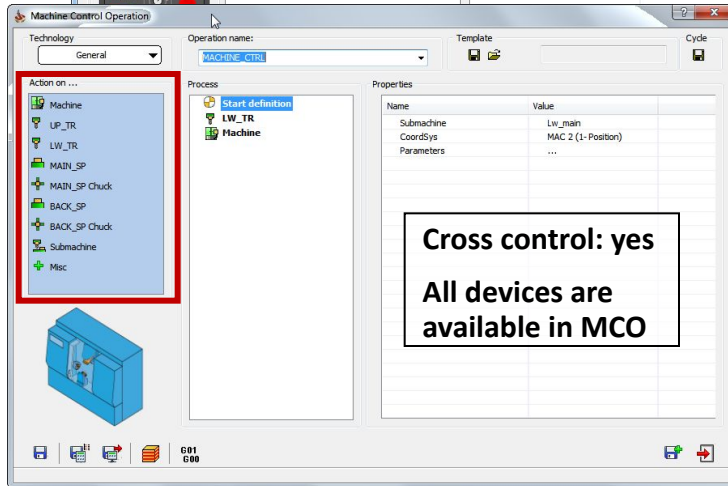 Machine Control Operation
Technology
General
Operation name:
MACHINE_CTRL
Template
Cycle
Action on ...
Machine
UP_TR
LW_TR
MAIN_SP
MAIN_SP Chuck
BACK_SP
BACK_SP Chuck
Submachine
Misc
Process
Start definition
LW_TR
Machine
Properties
Name Value
Submachine Lw_main
CoordSys MAC 2 (1- Position)
Parameters ...
Cross control: yes
All devices are
available in MCO
G01
G00